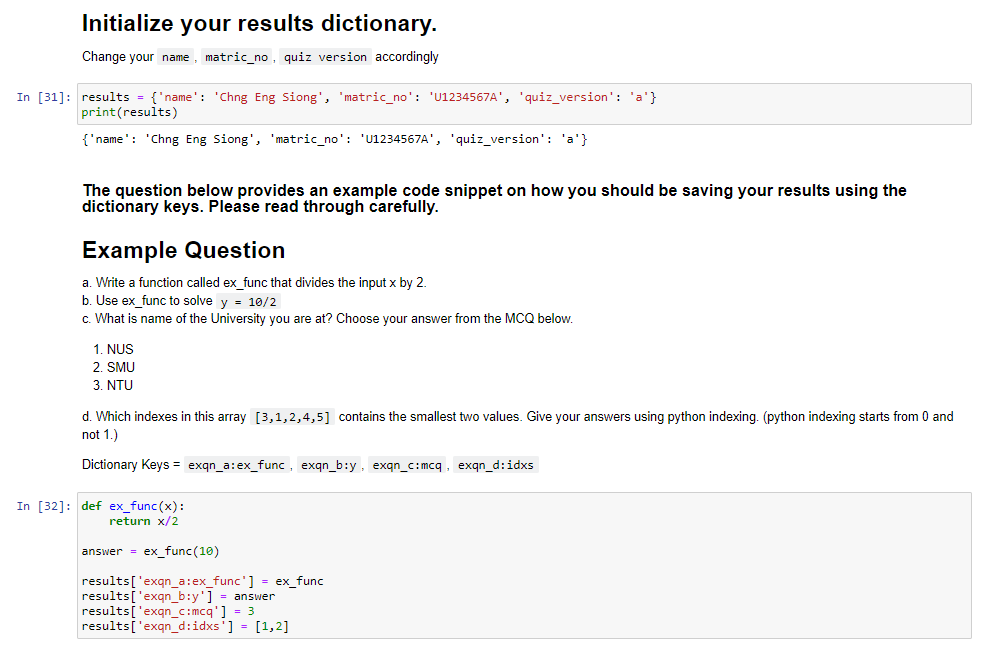 Initialize your results dictionary.
Change your name , matric_no , quiz version accordingly
In [31]: results = {'name': 'Chng Eng Siong', 'matric_no': 'U1234567A', 'quiz_version': 'a'}
print(results)
{'name': 'Chng Eng Siong', 'matric_no': 'U1234567A', 'quiz_version': 'a'}
The question below provides an example code snippet on how you should be saving your results using the
dictionary keys. Please read through carefully.
Example Question
a. Write a function called ex_func that divides the input x by 2.
b. Use ex_func to solve y = 10/2
c. What is name of the University you are at? Choose your answer from the MCQ below.
1. NUS
2. SMU
3. NTU
d. Which indexes in this array [3,1,2,4,5] contains the smallest two values. Give your answers using python indexing. (python indexing starts from 0 and
not 1.)
Dictionary Keys = exqn_a:ex_func , exqn_b:y , exqn_c:mcq , exqn_d:idxs
In [32]: def ex_func(x):
    return x/2
answer = ex_func(10)
results['exqn_a:ex_func'] = ex_func
results['exqn_b:y'] = answer
results['exqn_c:mcq'] = 3
results['exqn_d:idxs'] = [1,2]